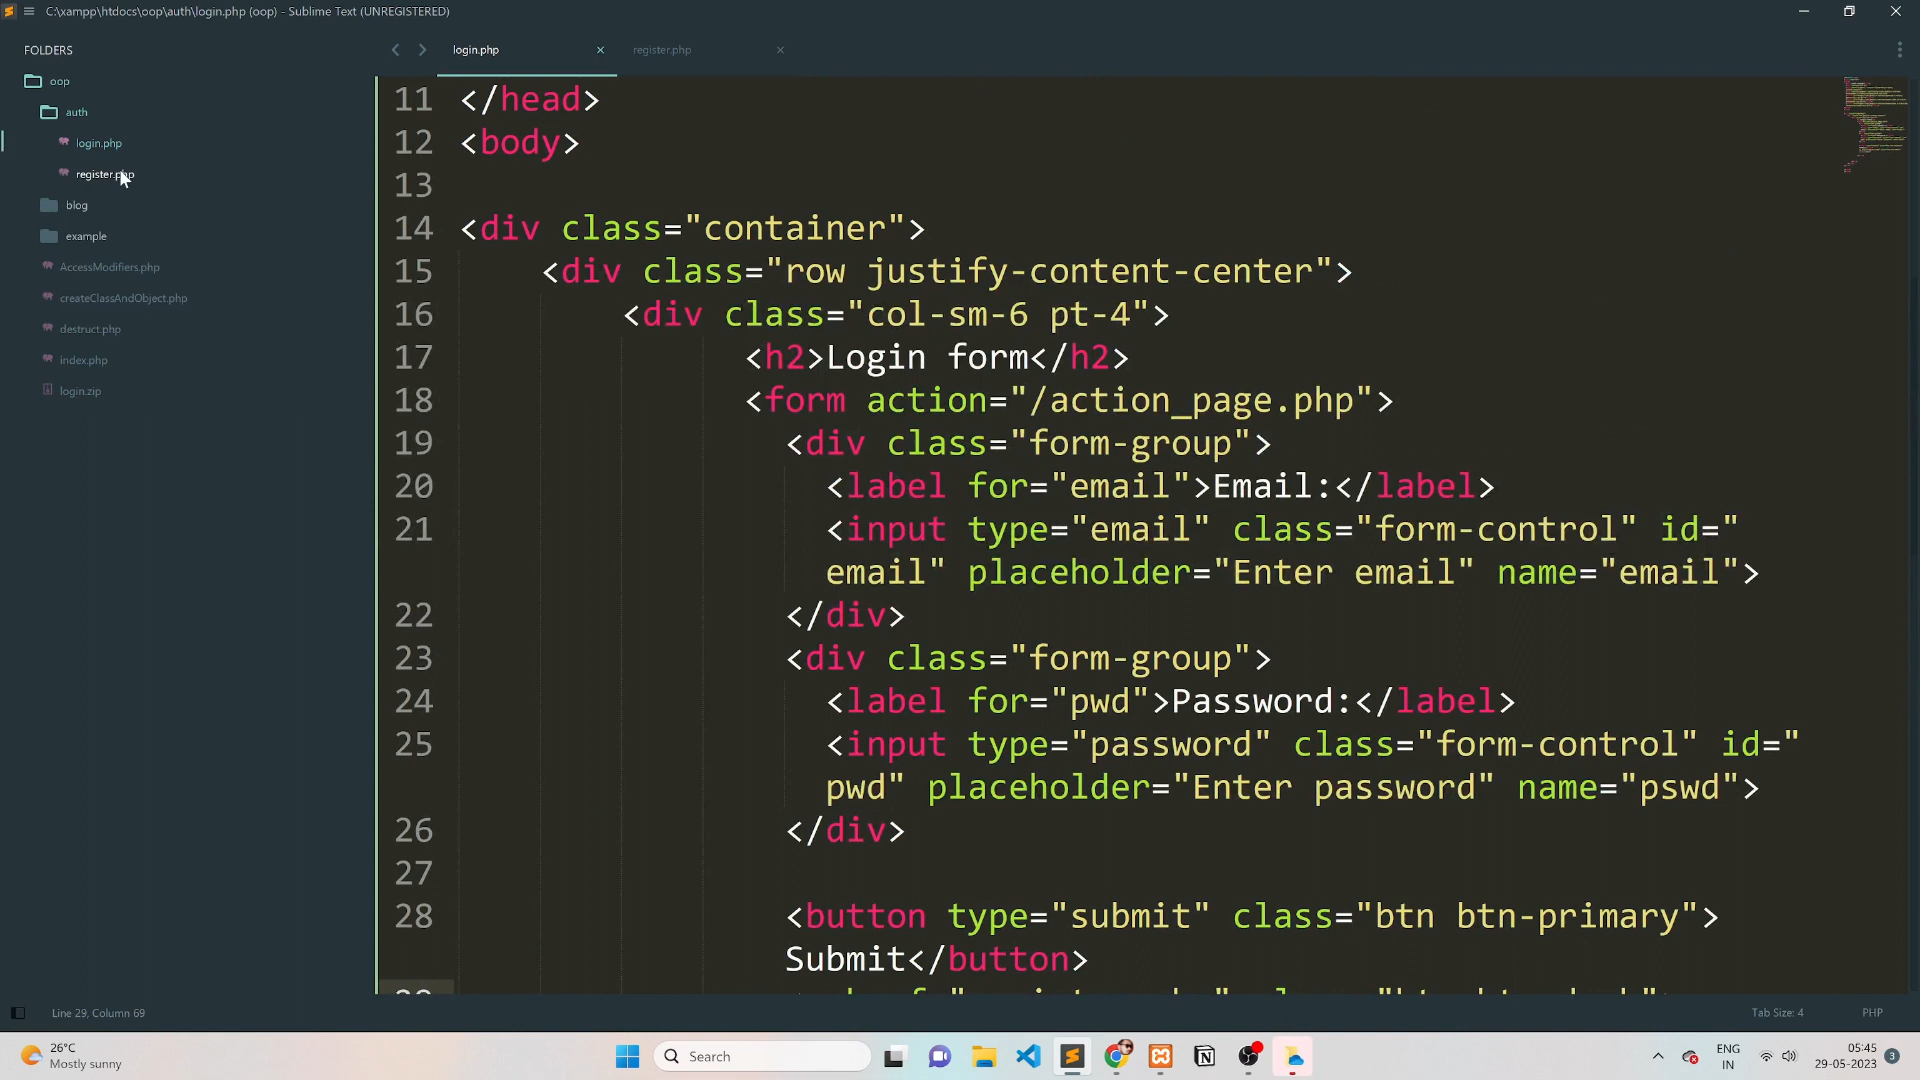 C:\xampp\htdocs\oop\auth\login.php (oop) - Sublime Text (UNREGISTERED)
FOLDERS
oop
auth
login.php
register.php
blog
example
AccessModifiers.php
createClassAndObject.php
destruct.php
index.php
login.zip
login.php
register.php
11 </head>
12 <body>
13
14 <div class="container">
15 <div class="row justify-content-center">
16 <div class="col-sm-6 pt-4">
17 <h2>Login form</h2>
18 <form action="/action_page.php">
19 <div class="form-group">
20 <label for="email">Email:</label>
21 <input type="email" class="form-control" id="
email" placeholder="Enter email" name="email">
22 </div>
23 <div class="form-group">
24 <label for="pwd">Password:</label>
25 <input type="password" class="form-control" id="
pwd" placeholder="Enter password" name="pswd">
26 </div>
27
28 <button type="submit" class="btn btn-primary">
Submit</button>
Line 29, Column 69
Tab Size: 4
PHP
26°C
Mostly sunny
Search
ENG
IN
05:45
29-05-2023
3